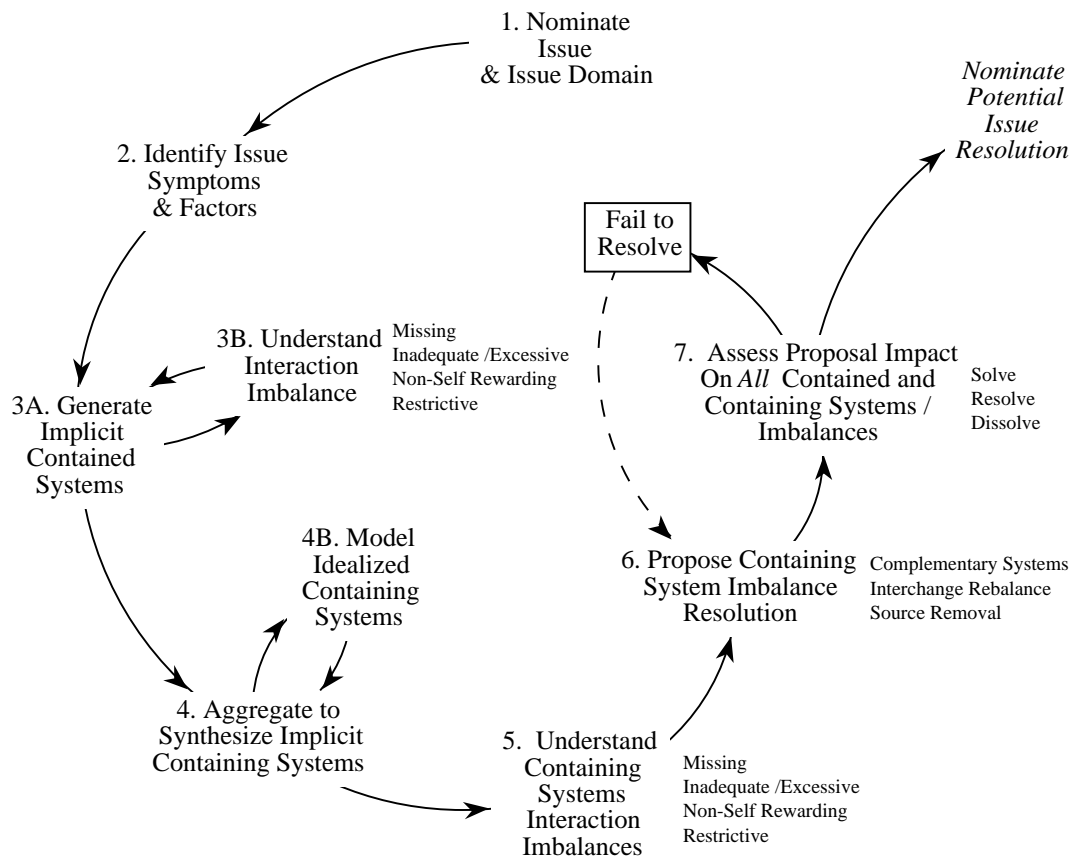 1. Nominate
Issue
& Issue Domain
Nominate
Potential
Issue
Resolution
2. Identify Issue
Symptoms
& Factors
Fail to
Resolve
3B. Understand
Interaction
Imbalance
Missing
Inadequate /Excessive
Non-Self Rewarding
Restrictive
3A. Generate
Implicit
Contained
Systems
7. Assess Proposal Impact
On All Contained and
Containing Systems /
Imbalances
Solve
Resolve
Dissolve
4B. Model
Idealized
Containing
Systems
6. Propose Containing
System Imbalance
Resolution
Complementary Systems
Interchange Rebalance
Source Removal
4. Aggregate to
Synthesize Implicit
Containing Systems
5. Understand
Containing
Systems
Interaction
Imbalances
Missing
Inadequate /Excessive
Non-Self Rewarding
Restrictive